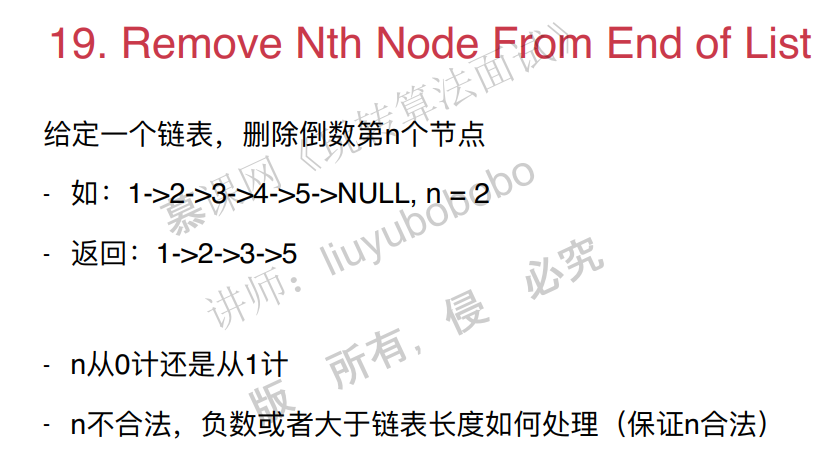 19. Remove Nth Node From End of List
给定一个链表，删除倒数第n个节点
- 如：1->2->3->4->5->NULL, n = 2
- 返回：1->2->3->5
- n从0计还是从1计
- n不合法，负数或者大于链表长度如何处理（保证n合法）
慕课网《玩转算法面试》
讲师：liuyubobobo
版 所有，侵 必究